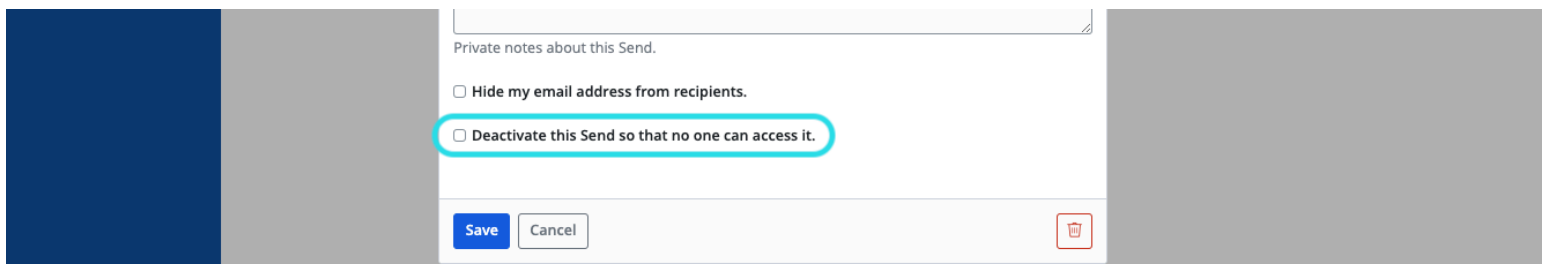 Private notes about this Send.
Hide my email address from recipients.
Deactivate this Send so that no one can access it.
Save Cancel